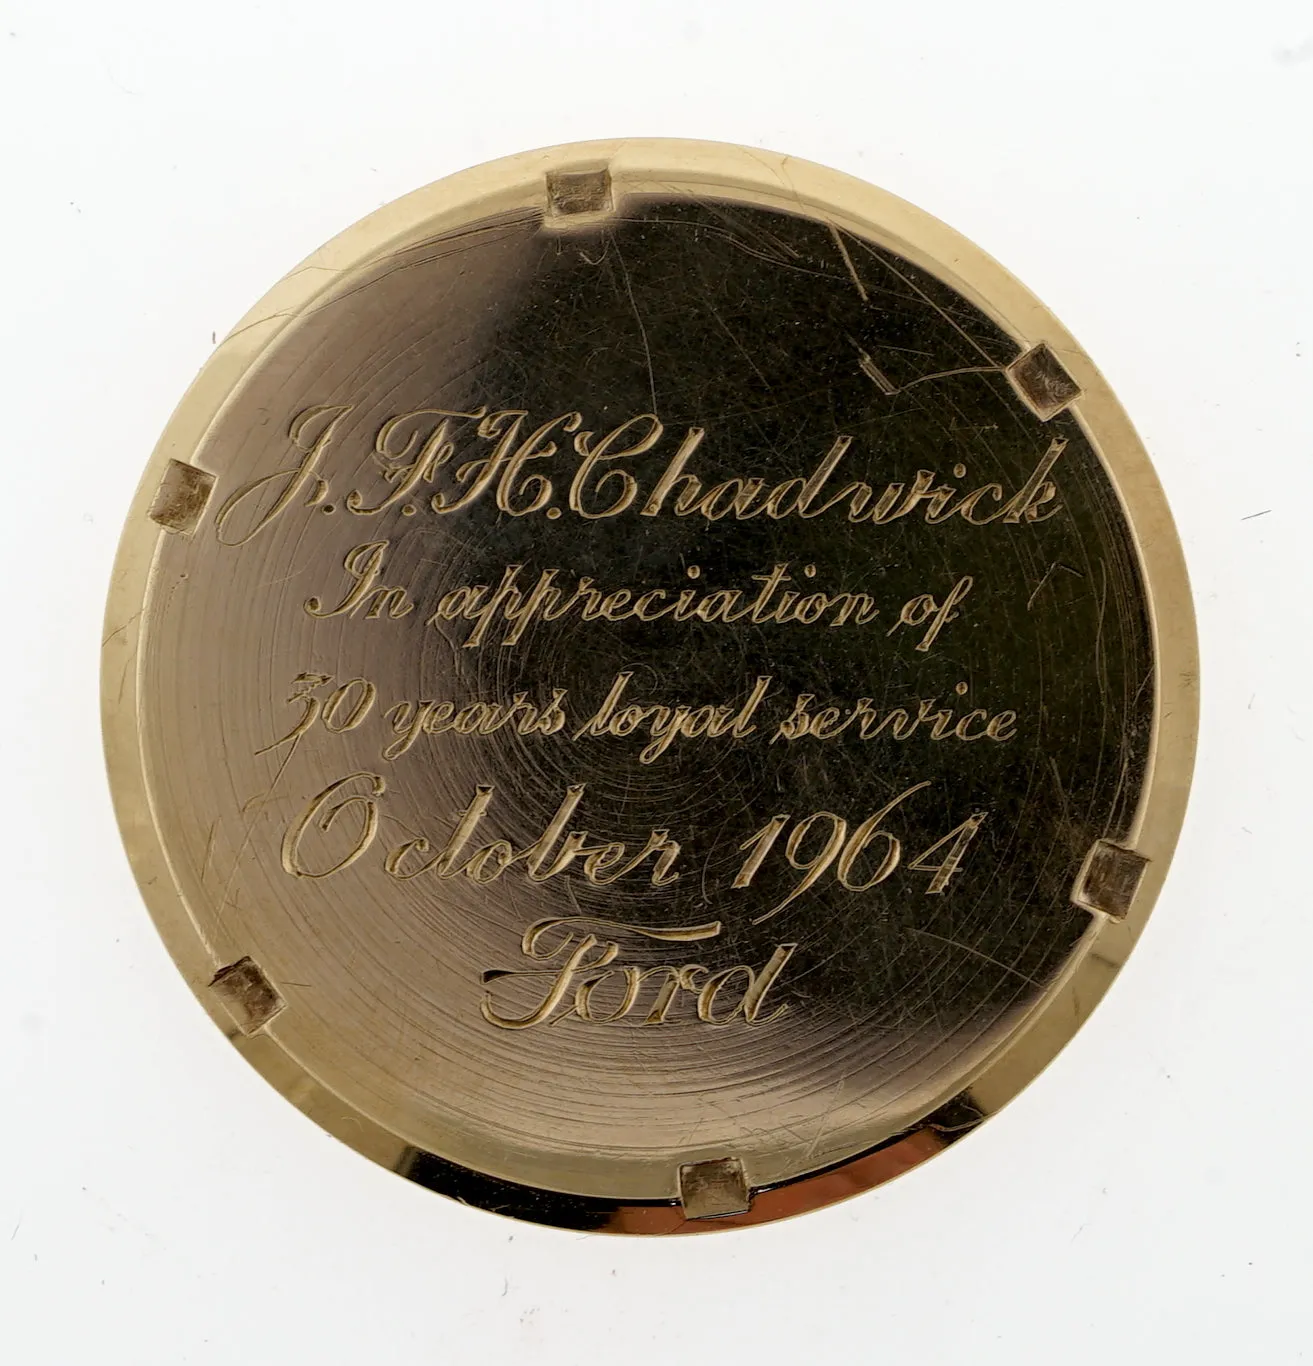 J.F.H. Chadwick
In appreciation of
30 years loyal service
October 1964
Ford